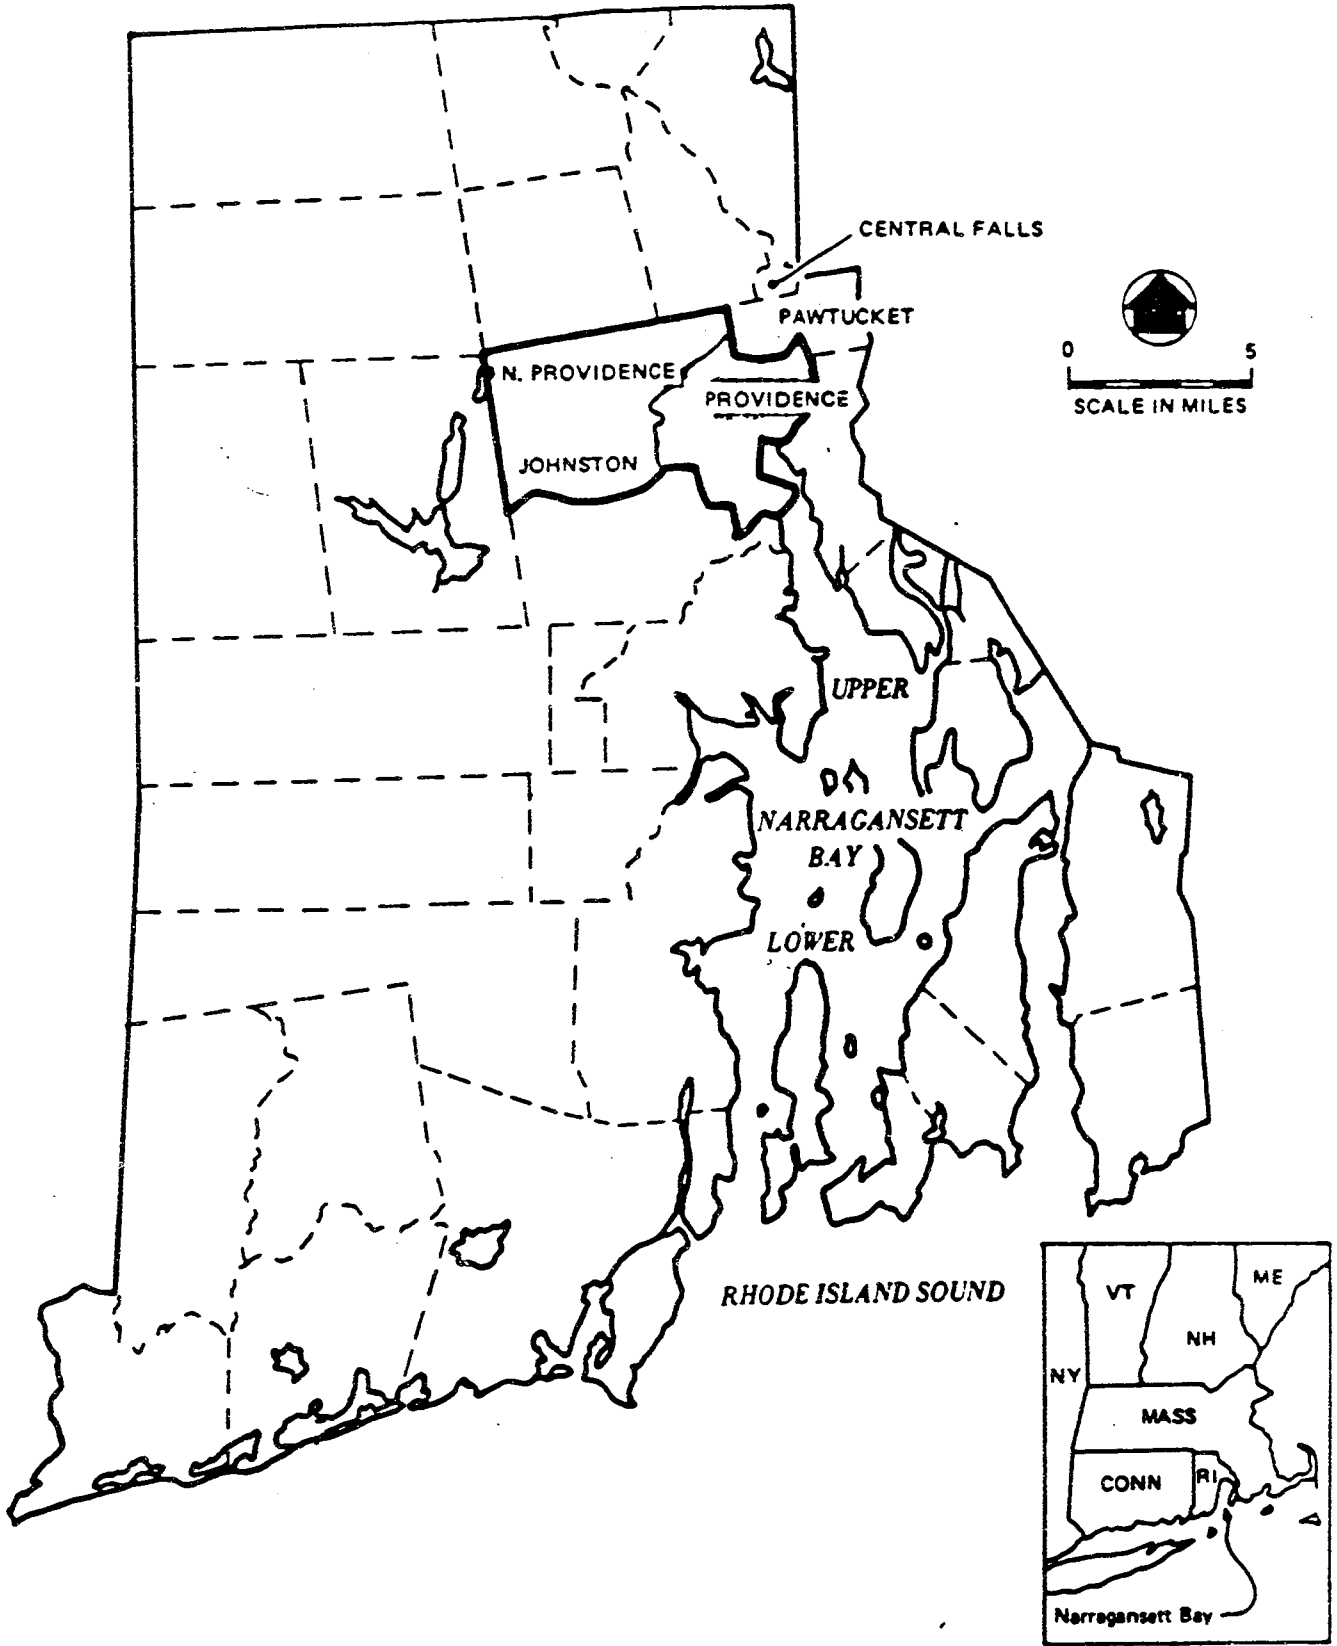 CENTRAL FALLS
PAWTUCKET
N. PROVIDENCE
PROVIDENCE
JOHNSTON
0 5
SCALE IN MILES
UPPER
NARRAGANSETT
BAY
LOWER
RHODE ISLAND SOUND
VT
ME
NH
NY
MASS
CONN
RI
Narragansett Bay